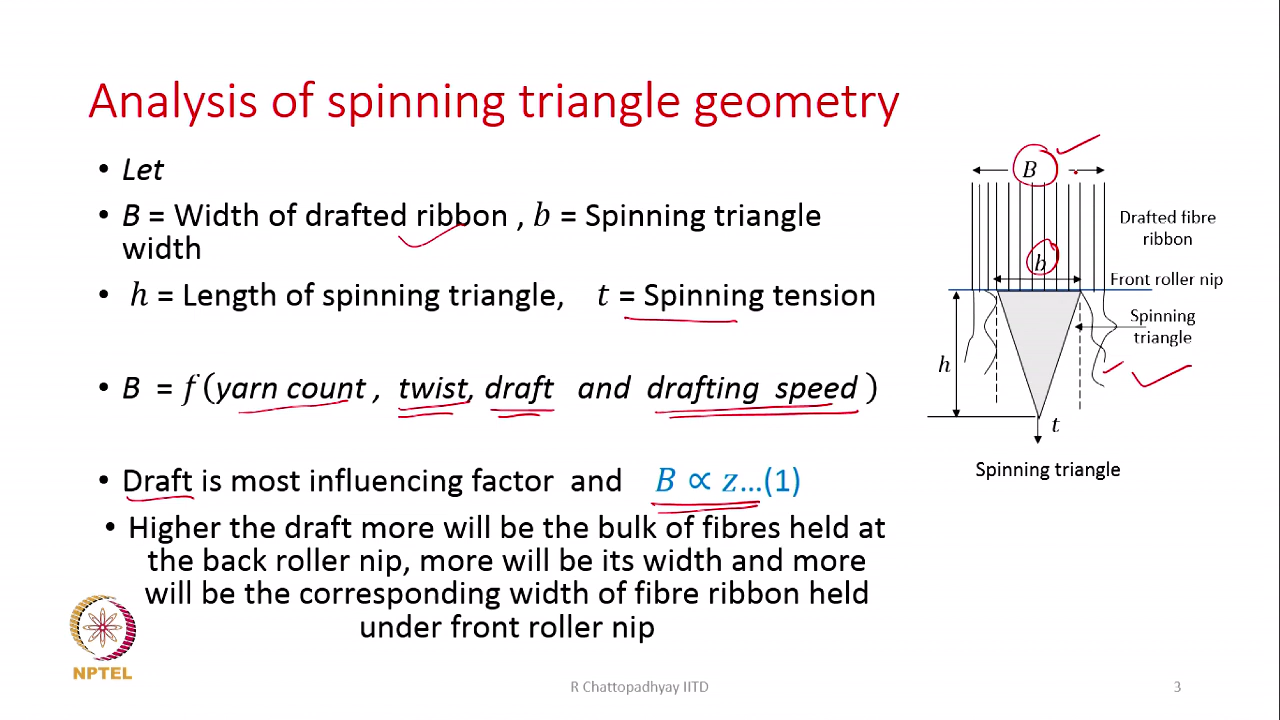 Analysis of spinning triangle geometry
• Let
• B = Width of drafted ribbon , b = Spinning triangle
width
• h = Length of spinning triangle, t = Spinning tension
• B = f(yarn count , twist, draft and drafting speed )
• Draft is most influencing factor and B ∝ z…(1)
• Higher the draft more will be the bulk of fibres held at
the back roller nip, more will be its width and more
will be the corresponding width of fibre ribbon held
under front roller nip
B
Drafted fibre
ribbon
b
Front roller nip
Spinning
triangle
h
t
Spinning triangle
NPTEL
R Chattopadhyay IITD
3